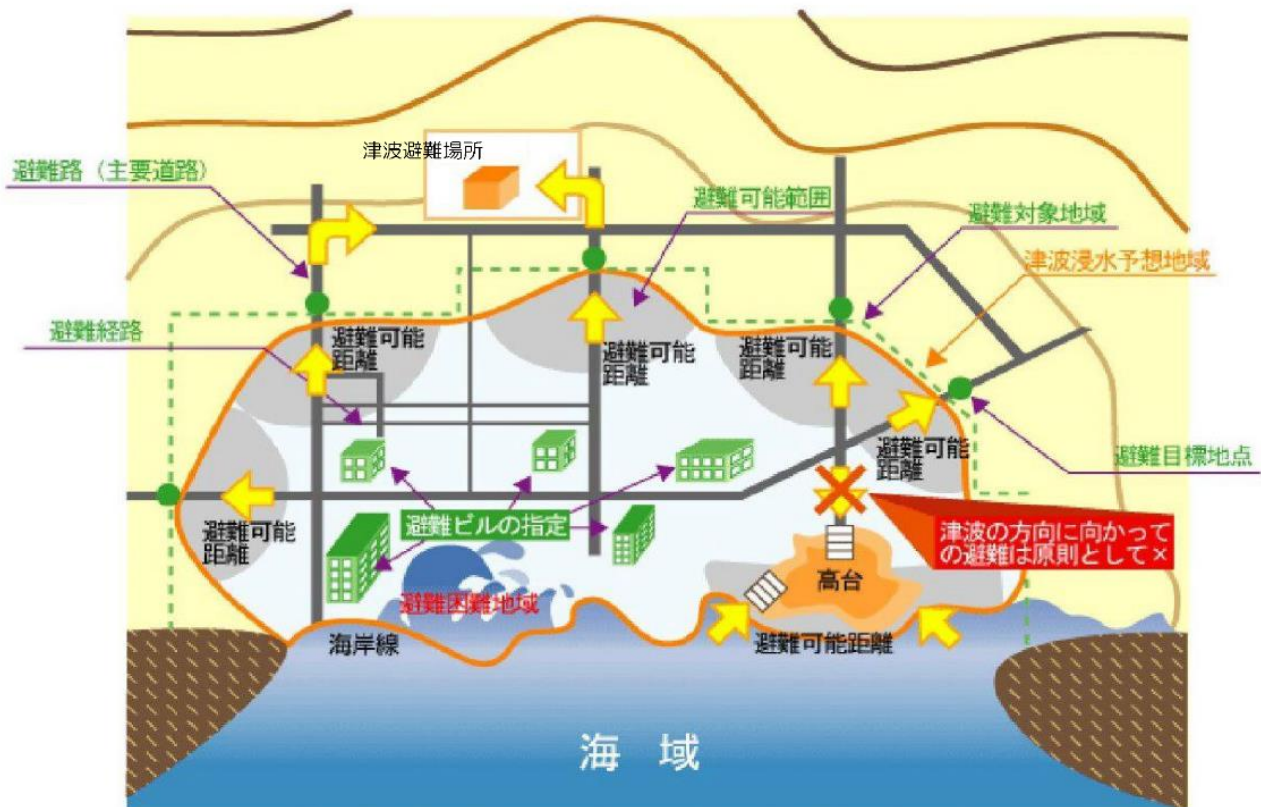 津波避難場所
避難路（主要道路）
避難可能範囲
避難対象地域
津波浸水予想地域
避難経路
避難可能
距離
避難可能
距離
避難可能
距離
避難可能
距離
避難目標地点
避難可能
距離
避難ビルの指定
津波の方向に向かって
の避難は原則として×
高台
避難困難地域
海岸線
避難可能距離
海 域